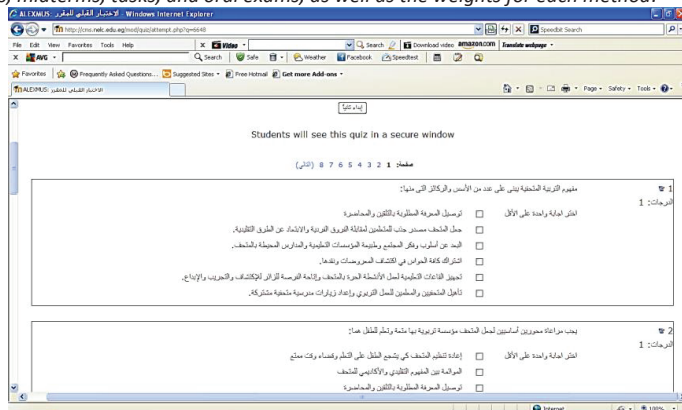 s, midterms, tasks, and oral exams, as well as the weights for each method.
ALEXMUS: الاختبار القبلي للمقرر - Windows Internet Explorer
http://cnx.nelc.edu.eg/mod/quiz/attempt.php?q=6648
Speedbit Search
File Edit View Favorites Tools Help
X Video
Search
Download video
amazon.com
Translate webpage
X AVG
Search
Safe
Weather
Facebook
Speedtest
Favorites
Frequently Asked Questions...
Suggested Sites
Free Hotmail
Get more Add-ons
ALEXMUS: الاختبار القبلي للمقرر
Page Safety Tools
Students will see this quiz in a secure window
صفحة: 1 2 3 4 5 6 7 8 (التالي)
1
الدرجات: 1
مفهوم التربية المتحفية يبنى على عدد من الأسس والركائز التي منها:
اختر اجابة واحدة على الأقل
توصيل المعرفة المطلوبة بالتلقين والمحاضرة
جعل المتحف مصدر جذب للمتعلمين لمقابلة الفروق الفردية والابتعاد عن الطرق التقليدية.
البعد عن أسلوب وفكر المجتمع وطبيعة المؤسسات التعليمية والمدارس المحيطة بالمتحف.
اشتراك كافة الحواس في اكتشاف المعروضات ونقدها.
تجهيز القاعات التعليمية لعمل الأنشطة الحرة بالمتحف وإتاحة الفرصة للزائر للإكتشاف والتجريب والإبداع.
تأهيل المتحفيين والمعلمين للعمل التربوي وإعداد زيارات مدرسية متحفية مشتركة.
2
الدرجات: 1
يجب مراعاة محورين أساسيين لجعل المتحف مؤسسة تربوية بها متعة وتعلم للطفل هما:
اختر اجابة واحدة على الأقل
إعادة تنظيم المتحف كي يشجع الطفل على التعلم وقضاء وقت ممتع
الموائمة بين المفهوم التقليدي والأكاديمي للمتحف
توصيل المعرفة المطلوبة بالتلقين والمحاضرة
Internet
100%